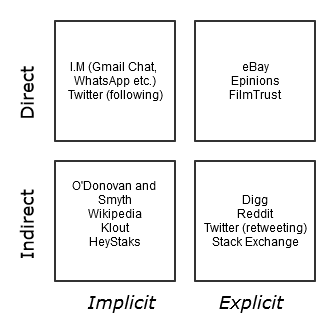 Direct
I.M (Gmail Chat,
WhatsApp etc.)
Twitter (following)
eBay
Epinions
FilmTrust
Indirect
O'Donovan and
Smyth
Wikipedia
Klout
HeyStaks
Digg
Reddit
Twitter (retweeting)
Stack Exchange
Implicit
Explicit